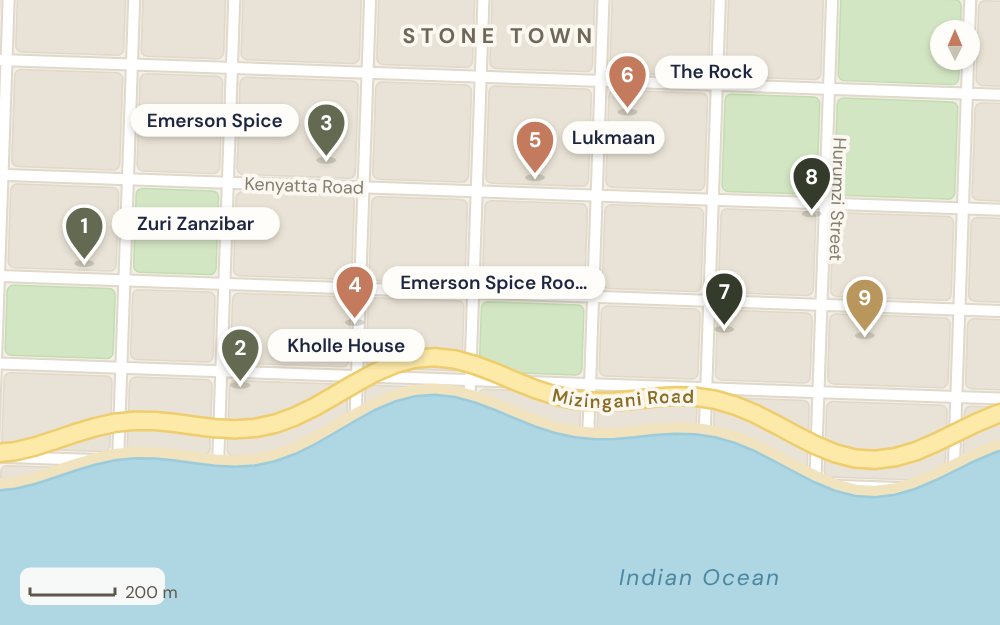 STONE TOWN
6
The Rock
3
Emerson Spice
5
Lukmaan
Kenyatta Road
8
Hurumzi Street
1
Zuri Zanzibar
4
Emerson Spice Roo...
7
9
2
Kholle House
Mizingani Road
Indian Ocean
200 m